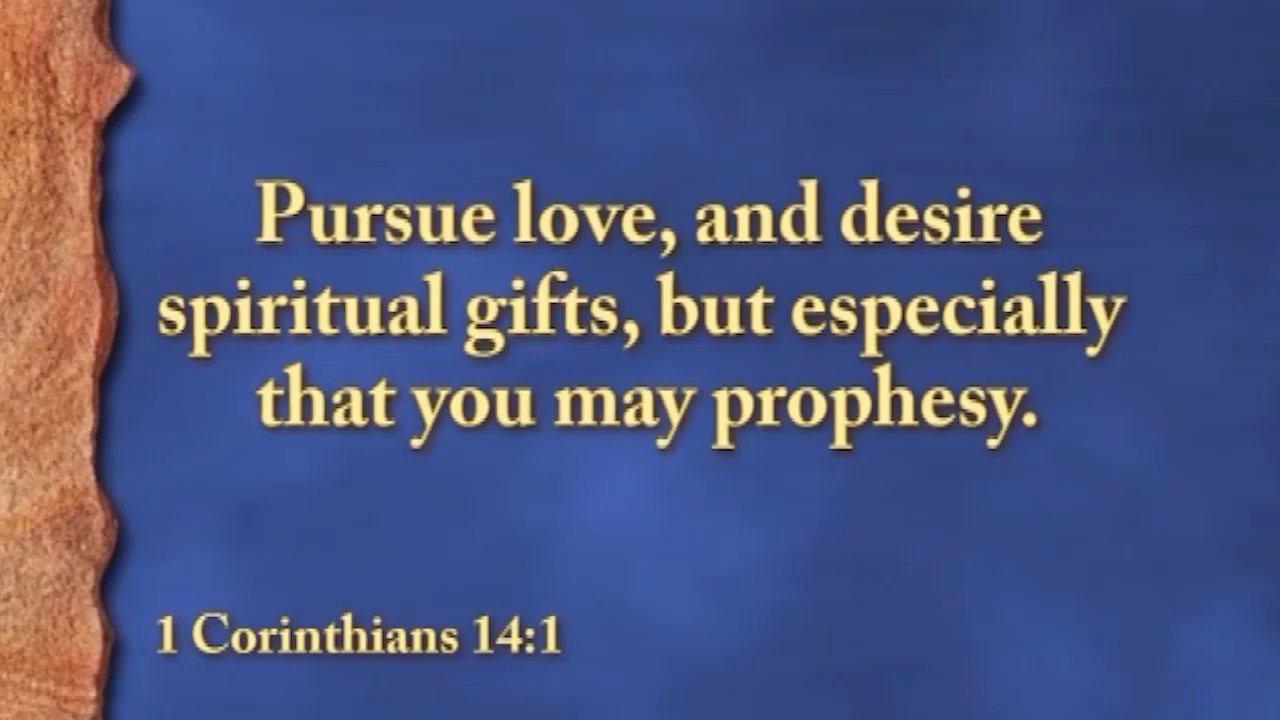 Pursue love, and desire
spiritual gifts, but especially
that you may prophesy.
1 Corinthians 14:1